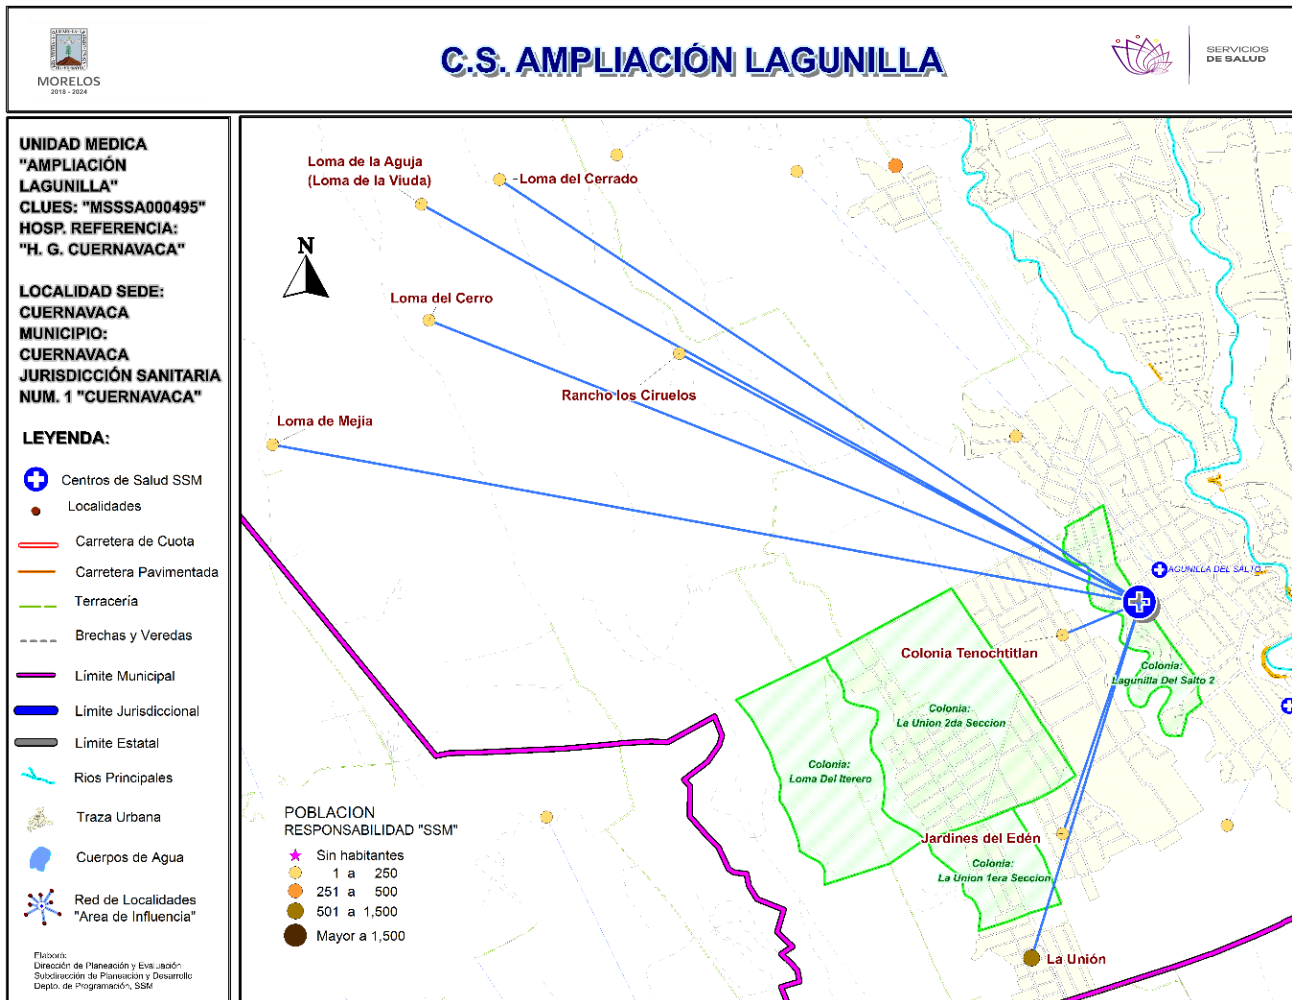 MORELOS
2018 - 2024
C.S. AMPLIACIÓN LAGUNILLA
SERVICIOS
DE SALUD
UNIDAD MEDICA
"AMPLIACIÓN
LAGUNILLA"
CLUES: "MSSSA000495"
HOSP. REFERENCIA:
"H. G. CUERNAVACA"
LOCALIDAD SEDE:
CUERNAVACA
MUNICIPIO:
CUERNAVACA
JURISDICCIÓN SANITARIA
NUM. 1 "CUERNAVACA"
LEYENDA:
Centros de Salud SSM
Localidades
Carretera de Cuota
Carretera Pavimentada
Terracería
Brechas y Veredas
Límite Municipal
Límite Jurisdiccional
Límite Estatal
Rios Principales
Traza Urbana
Cuerpos de Agua
Red de Localidades
"Area de Influencia"
Elaboró:
Dirección de Planeación y Evaluación
Subdirección de Planeación y Desarrollo
Depto. de Programación, SSM
Loma de la Aguja
(Loma de la Viuda)
Loma del Cerrado
N
Loma del Cerro
Rancho los Ciruelos
Loma de Mejia
AGUNILLA DEL SALTO
Colonia Tenochtitlan
Colonia:
Lagunilla Del Salto 2
Colonia:
La Union 2da Seccion
Colonia:
Loma Del Iterero
Jardines del Edén
Colonia:
La Union 1era Seccion
La Unión
POBLACION
RESPONSABILIDAD "SSM"
Sin habitantes
1 a 250
251 a 500
501 a 1,500
Mayor a 1,500